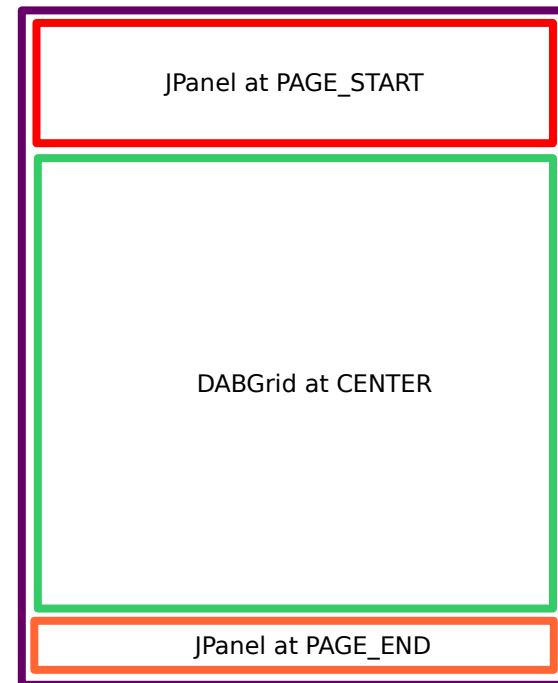 JPanel at PAGE_START
DABGrid at CENTER
JPanel at PAGE_END